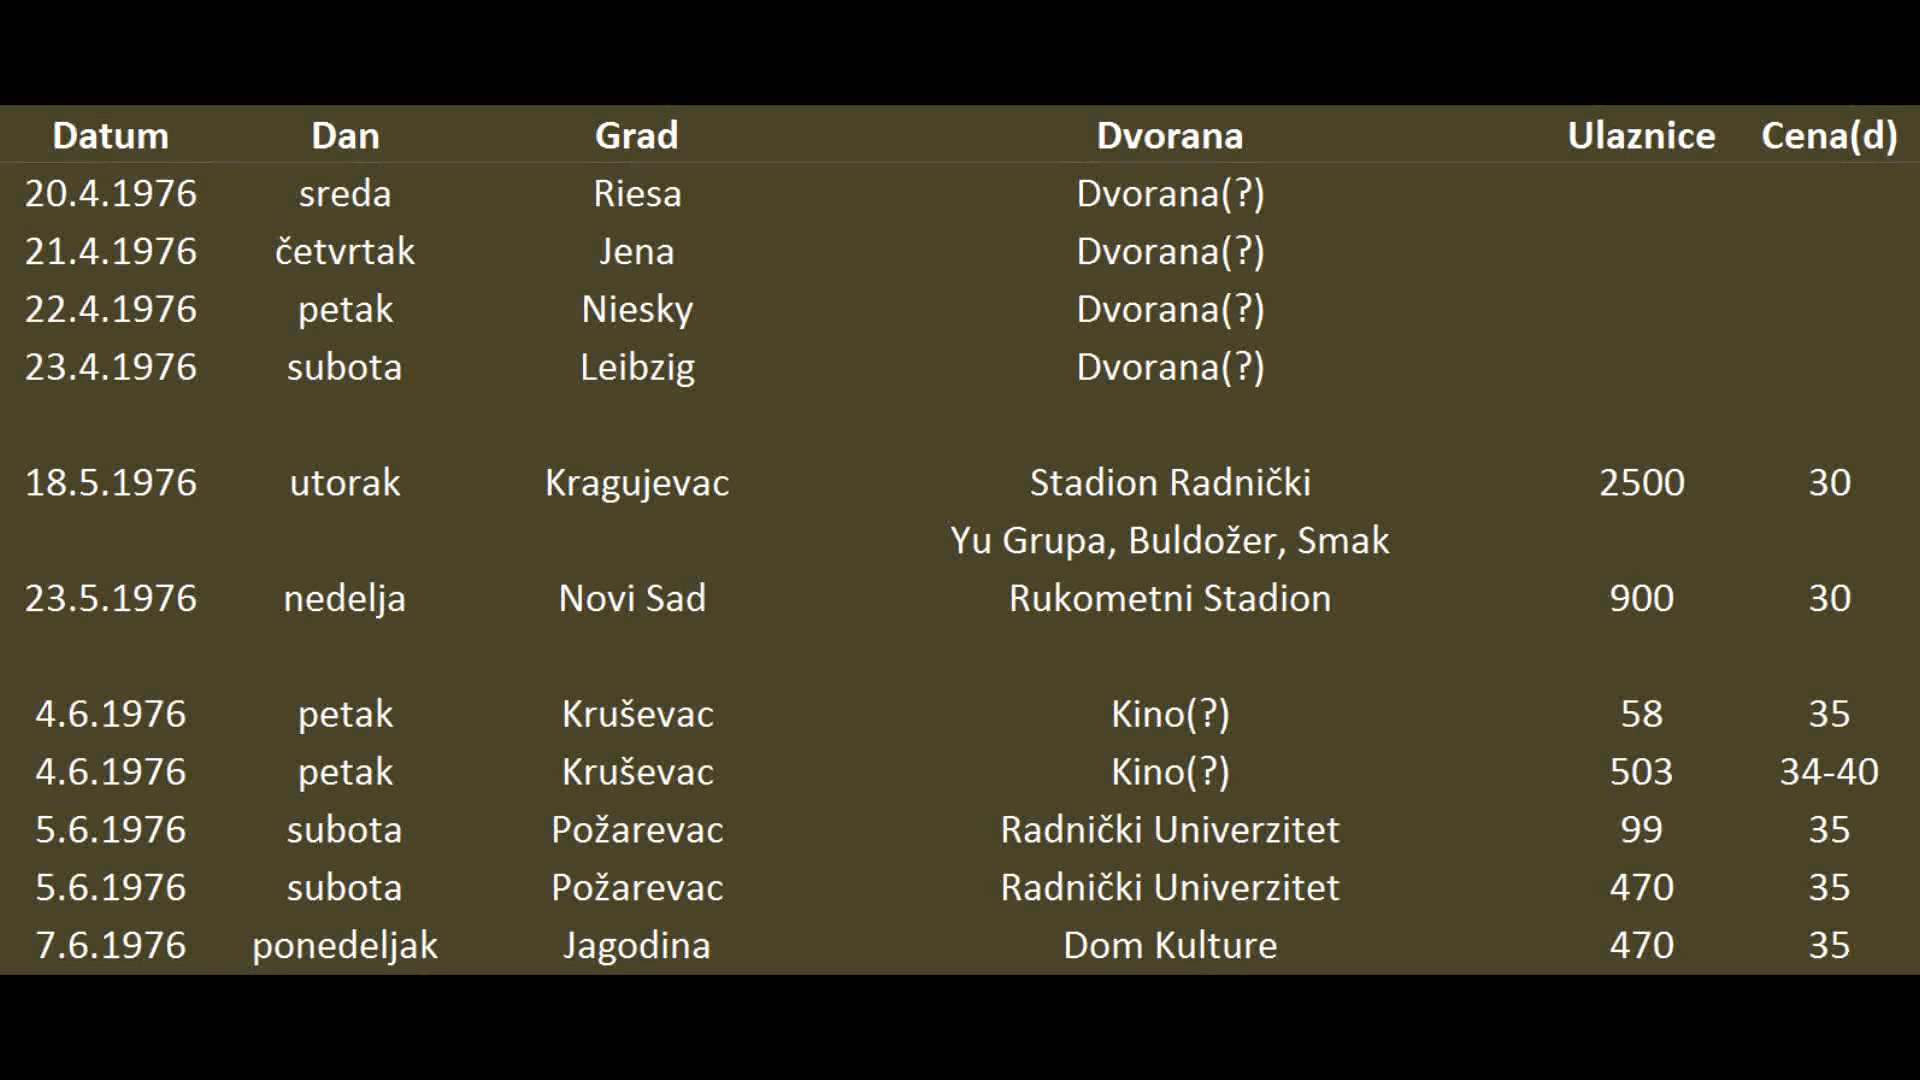 Datum Dan Grad Dvorana Ulaznice Cena(d)
20.4.1976 sreda Riesa Dvorana(?)
21.4.1976 četvrtak Jena Dvorana(?)
22.4.1976 petak Niesky Dvorana(?)
23.4.1976 subota Leibzig Dvorana(?)
18.5.1976 utorak Kragujevac Stadion Radnički 2500 30
Yu Grupa, Buldožer, Smak
23.5.1976 nedelja Novi Sad Rukometni Stadion 900 30
4.6.1976 petak Kruševac Kino(?) 58 35
4.6.1976 petak Kruševac Kino(?) 503 34-40
5.6.1976 subota Požarevac Radnički Univerzitet 99 35
5.6.1976 subota Požarevac Radnički Univerzitet 470 35
7.6.1976 ponedeljak Jagodina Dom Kulture 470 35